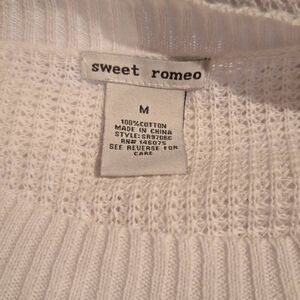 sweet romeo
M
100%COTTON
MADE IN CHINA
STYLE:SR9706C
RN# 146075
SEE REVERSE FOR
CARE